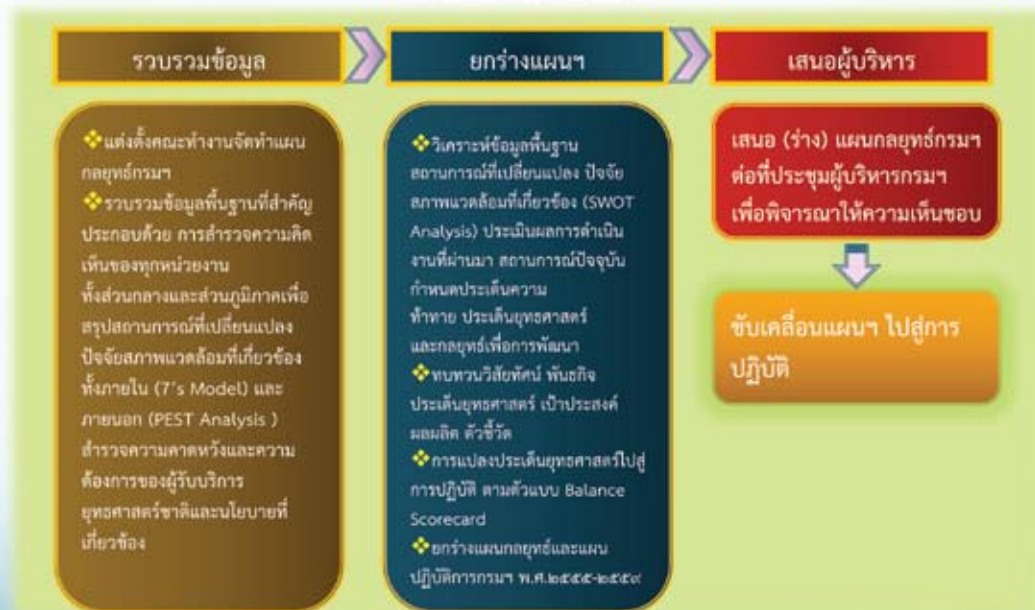 รวบรวมข้อมูล
ยกร่างแผนฯ
เสนอผู้บริหาร
แต่งตั้งคณะทำงานจัดทำแผน
กลยุทธ์กรมฯ
รวบรวมข้อมูลพื้นฐานที่สำคัญ
ประกอบด้วย การสำรวจความคิด
เห็นของทุกหน่วยงาน
ทั้งส่วนกลางและส่วนภูมิภาคเพื่อ
สรุปสถานการณ์ที่เปลี่ยนแปลง
ปัจจัยสภาพแวดล้อมที่เกี่ยวข้อง
ทั้งภายใน (7's Model) และ
ภายนอก (PEST Analysis )
สำรวจความคาดหวังและความ
ต้องการของผู้รับบริการ
ยุทธศาสตร์ชาติและนโยบายที่
เกี่ยวข้อง
วิเคราะห์ข้อมูลพื้นฐาน
สถานการณ์ที่เปลี่ยนแปลง ปัจจัย
สภาพแวดล้อมที่เกี่ยวข้อง (SWOT
Analysis) ประเมินผลการดำเนิน
งานที่ผ่านมา สถานการณ์ปัจจุบัน
กำหนดประเด็นความ
ท้าทาย ประเด็นยุทธศาสตร์
และกลยุทธ์เพื่อการพัฒนา
ทบทวนวิสัยทัศน์ พันธกิจ
ประเด็นยุทธศาสตร์ เป้าประสงค์
ผลผลิต ตัวชี้วัด
การแปลงประเด็นยุทธศาสตร์ไปสู่
การปฏิบัติ ตามตัวแบบ Balance
Scorecard
ยกร่างแผนกลยุทธ์และแผน
ปฏิบัติการกรมฯ พ.ศ.๒๕๕๕-๒๕๕๙
เสนอ (ร่าง) แผนกลยุทธ์กรมฯ
ต่อที่ประชุมผู้บริหารกรมฯ
เพื่อพิจารณาให้ความเห็นชอบ
ขับเคลื่อนแผนฯ ไปสู่การ
ปฏิบัติ